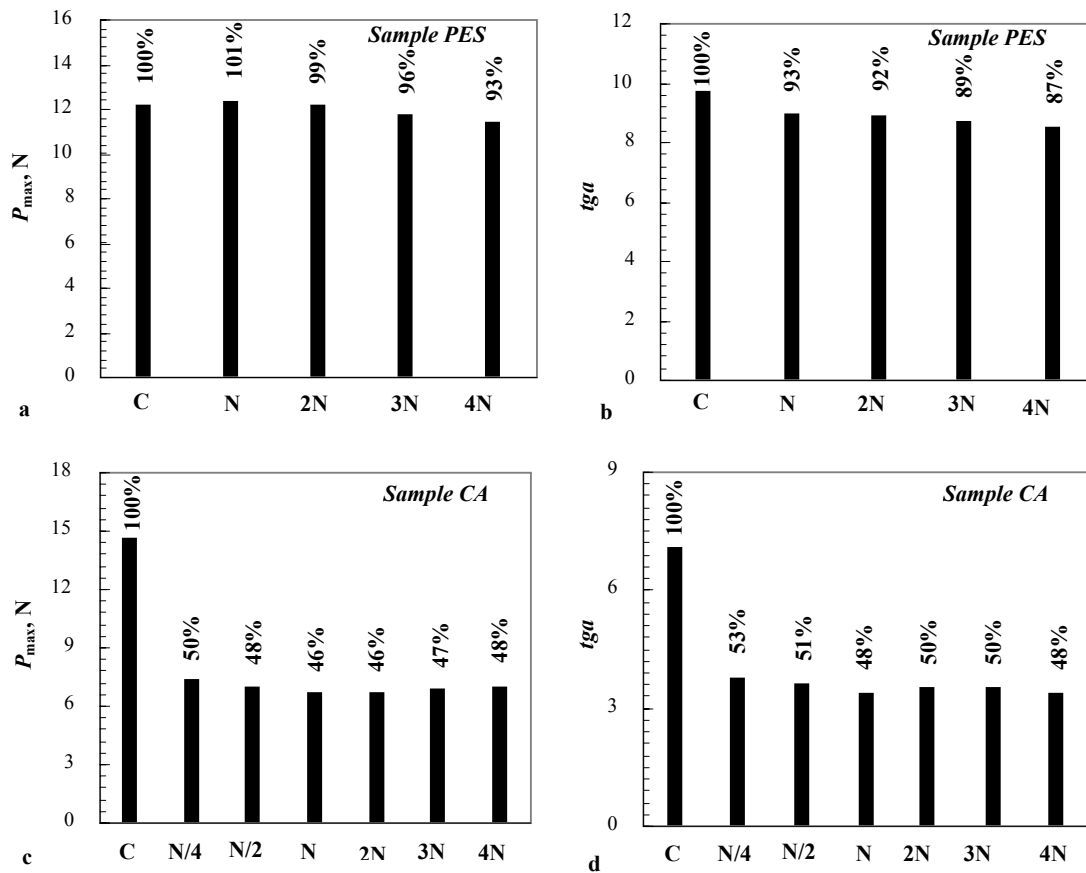 Sample PES
16
14
12
10
8
6
4
2
0
P max, N
100%
101%
99%
96%
93%
C
N
2N
3N
4N
a
Sample PES
12
10
8
6
4
2
0
tga
100%
93%
92%
89%
87%
C
N
2N
3N
4N
b
Sample CA
18
15
12
9
6
3
0
P max, N
100%
50%
48%
46%
46%
47%
48%
C
N/4
N/2
N
2N
3N
4N
c
Sample CA
9
6
3
0
tga
100%
53%
51%
48%
50%
50%
48%
C
N/4
N/2
N
2N
3N
4N
d